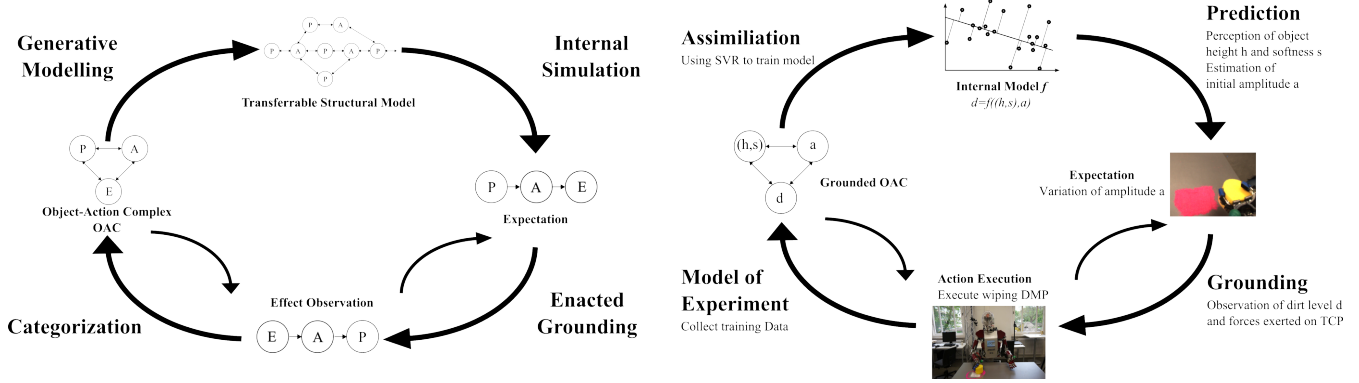 Generative
Modelling
P
A
P
A
P
A
P
P
Transferrable Structural Model
Internal
Simulation
P
A
E
Object-Action Complex
OAC
P
A
E
Expectation
Effect Observation
E
A
P
Categorization
Enacted
Grounding
Assimiliation
Using SVR to train model
Internal Model f
d=f((h,s),a)
Prediction
Perception of object
height h and softness s
Estimation of
initial amplitude a
(h,s)
a
d
Grounded OAC
Expectation
Variation of amplitude a
Model of
Experiment
Collect training Data
Action Execution
Execute wiping DMP
Grounding
Observation of dirt level d
and forces exerted on TCP